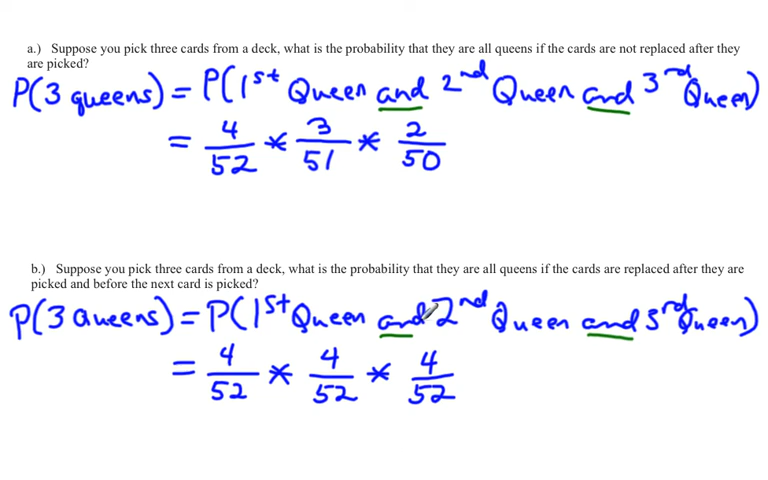 a.) Suppose you pick three cards from a deck, what is the probability that they are all queens if the cards are not replaced after they
are picked?
P(3 queens) = P(1st Queen and 2nd Queen and 3rd Queen)
= 4/52 * 3/51 * 2/50
b.) Suppose you pick three cards from a deck, what is the probability that they are all queens if the cards are replaced after they are
picked and before the next card is picked?
P(3 Queens) = P(1st Queen and 2nd Queen and 3rd Queen)
= 4/52 * 4/52 * 4/52